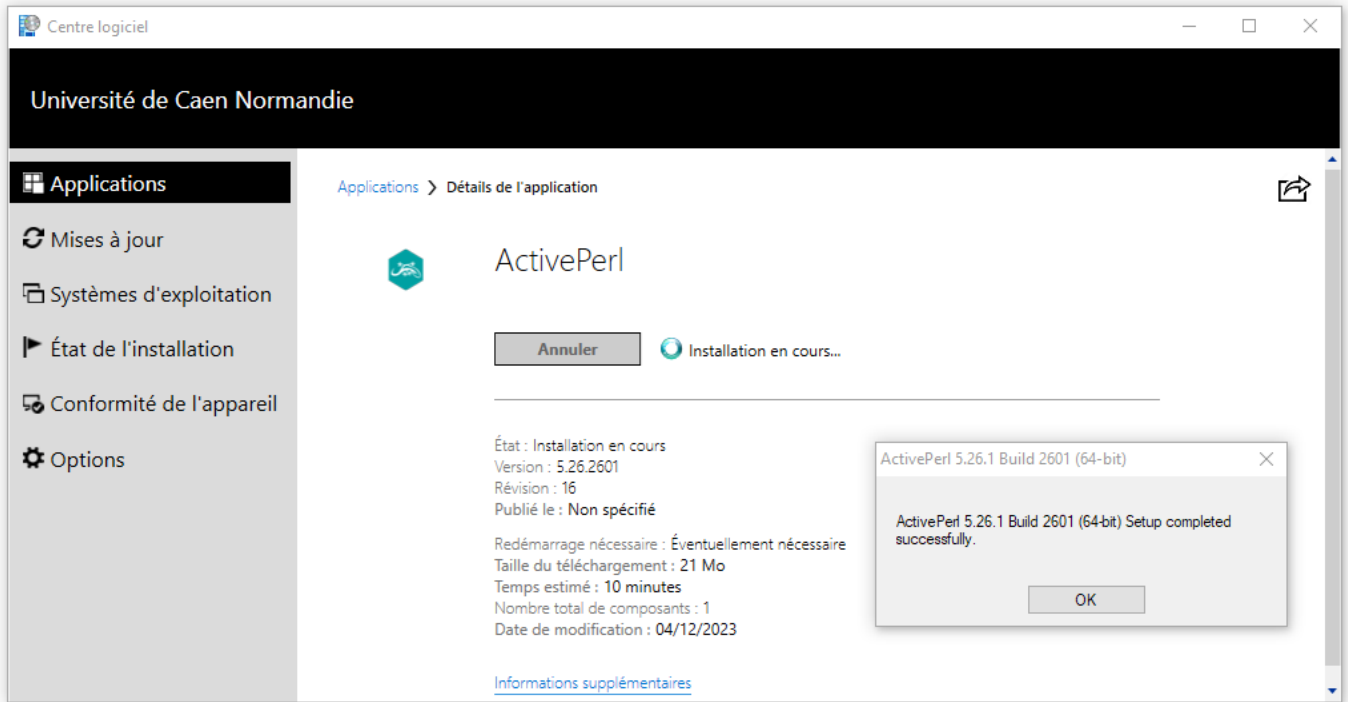 Centre logiciel
Université de Caen Normandie
Applications
Mises à jour
Systèmes d'exploitation
État de l'installation
Conformité de l'appareil
Options
Applications
Détails de l'application
ActivePerl
Annuler
Installation en cours...
État : Installation en cours
Version : 5.26.2601
Révision : 16
Publié le : Non spécifié
Redémarrage nécessaire : Éventuellement nécessaire
Taille du téléchargement : 21 Mo
Temps estimé : 10 minutes
Nombre total de composants : 1
Date de modification : 04/12/2023
Informations supplémentaires
ActivePerl 5.26.1 Build 2601 (64-bit)
ActivePerl 5.26.1 Build 2601 (64-bit) Setup completed
successfully.
OK